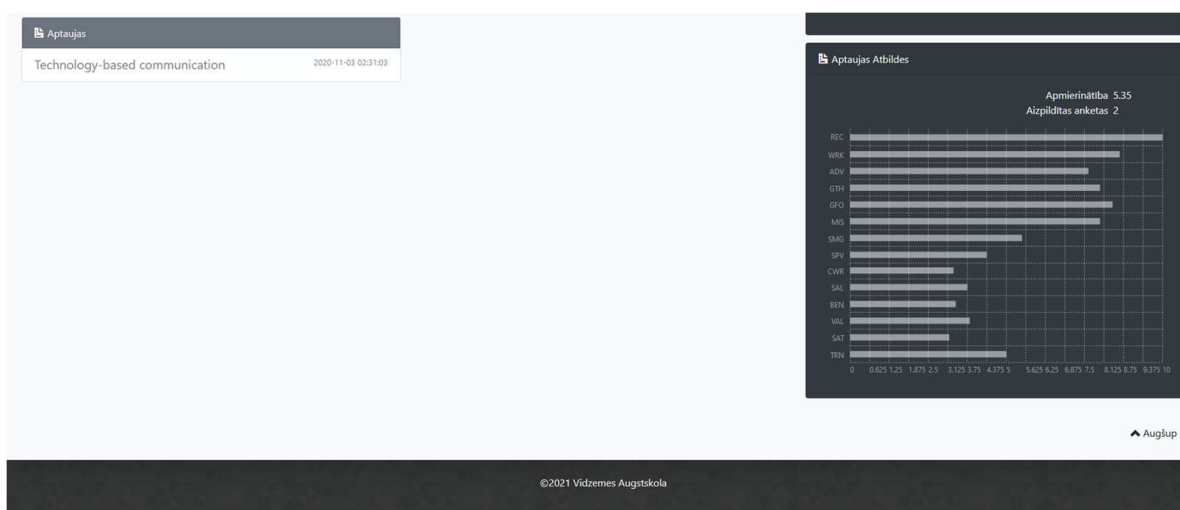 Aptaujas
Technology-based communication 2020-11-03 02:31:03
Aptaujas Atbildes
Apmierinātība 5.35
Aizpildītas anketas 2
REC
WRK
ADV
GTH
GFO
MIS
SMG
SPV
CWR
SAL
BEN
VAL
SAT
TRN
0 0.625 1.25 1.875 2.5 3.125 3.75 4.375 5 5.625 6.25 6.875 7.5 8.125 8.75 9.375 10
Augšup
©2021 Vidzemes Augstskola